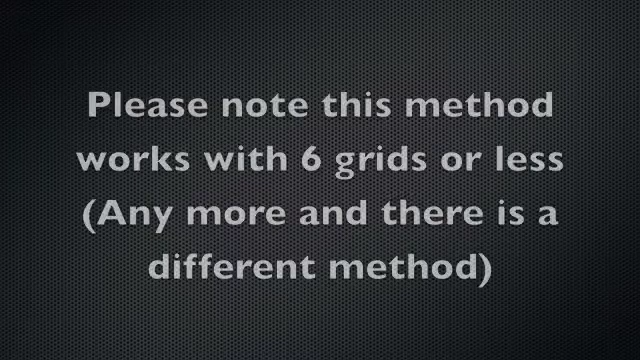 Please note this method
works with 6 grids or less
(Any more and there is a
different method)